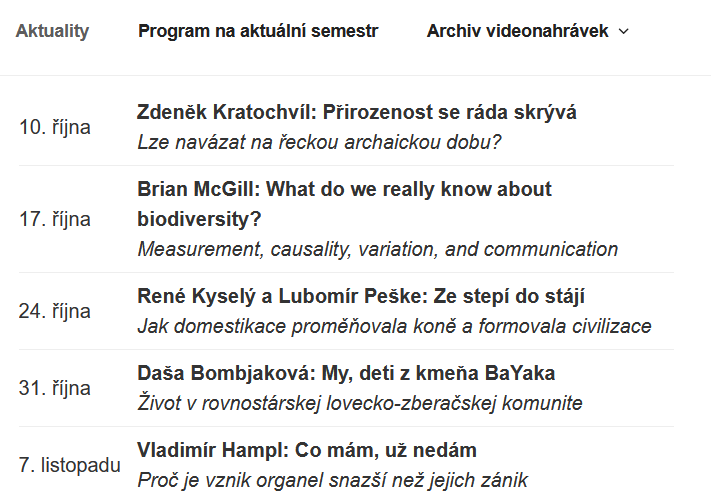 Aktuality Program na aktuální semestr Archiv videonahrávek
10. října
Zdeněk Kratochvíl: Přirozenost se ráda skrývá
Lze navázat na řeckou archaickou dobu?
17. října
Brian McGill: What do we really know about
biodiversity?
Measurement, causality, variation, and communication
24. října
René Kyselý a Lubomír Peške: Ze stepí do stájí
Jak domestikace proměňovala koně a formovala civilizace
31. října
Daša Bombjaková: My, deti z kmeňa BaYaka
Život v rovnostárskej lovecko-zberačskej komunite
7. listopadu
Vladimír Hampl: Co mám, už nedám
Proč je vznik organel snazší než jejich zánik